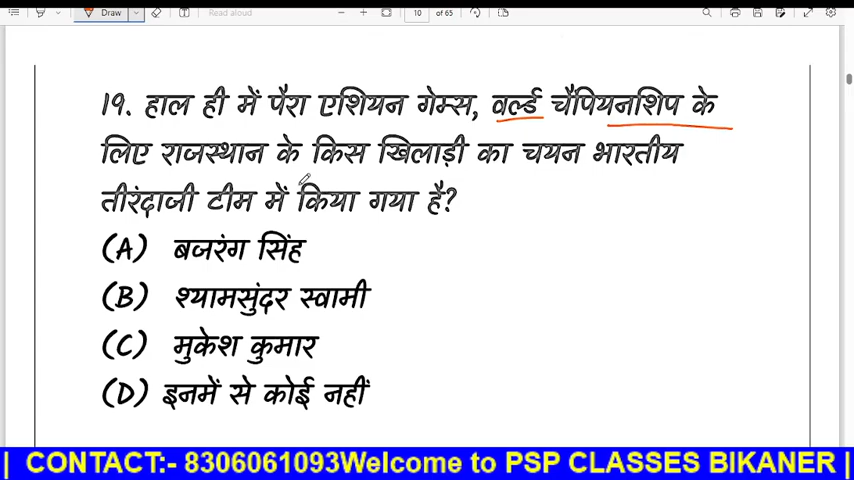 Draw
Read aloud
10 of 65
19. हाल ही में पैरा एशियन गेम्स, वर्ल्ड चैंपियनशिप के
लिए राजस्थान के किस खिलाड़ी का चयन भारतीय
तीरंदाजी टीम में किया गया है?
(A) बजरंग सिंह
(B) श्यामसुंदर स्वामी
(C) मुकेश कुमार
(D) इनमें से कोई नहीं
| CONTACT:- 8306061093Welcome to PSP CLASSES BIKANER |